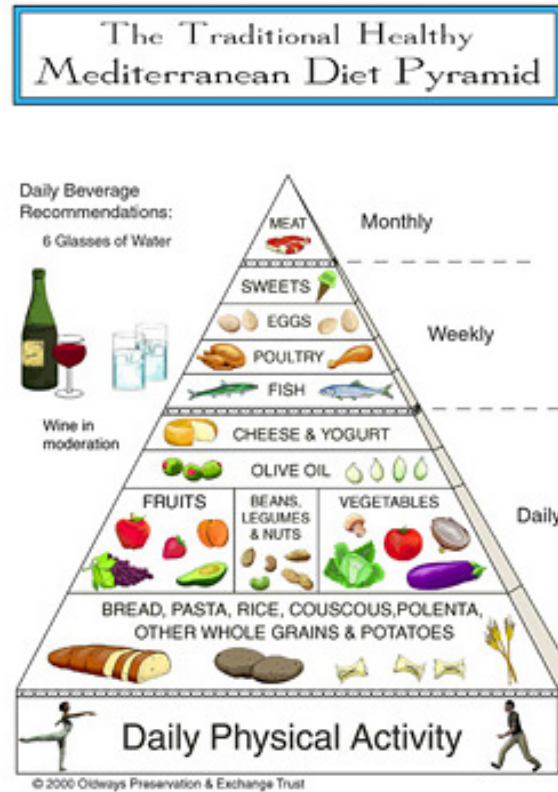 The Traditional Healthy
Mediterranean Diet Pyramid
Daily Beverage
Recommendations:
6 Glasses of Water
Wine in
moderation
MEAT
Monthly
SWEETS
EGGS
POULTRY
FISH
Weekly
CHEESE & YOGURT
OLIVE OIL
FRUITS
BEANS,
LEGUMES
& NUTS
VEGETABLES
Daily
BREAD, PASTA, RICE, COUSCOUS,POLENTA,
OTHER WHOLE GRAINS & POTATOES
Daily Physical Activity
© 2000 Oldways Preservation & Exchange Trust